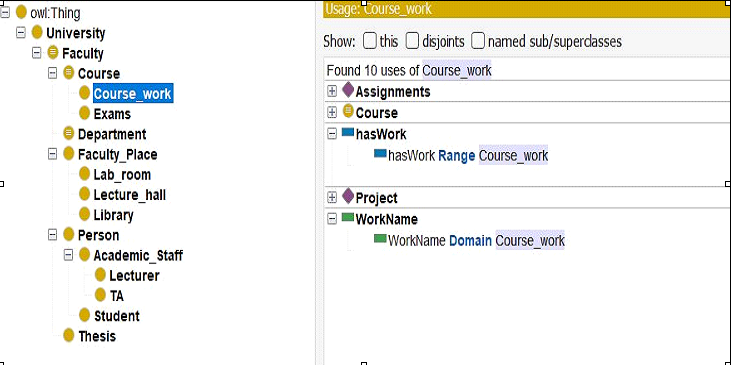 owl:Thing
University
Faculty
Course
Course_work
Exams
Department
Faculty_Place
Lab_room
Lecture_hall
Library
Person
Academic_Staff
Lecturer
TA
Student
Thesis
Usage: Course_work
Show: this disjoints named sub/superclasses
Found 10 uses of Course_work
Assignments
Course
hasWork
hasWork Range Course_work
Project
WorkName
WorkName Domain Course_work